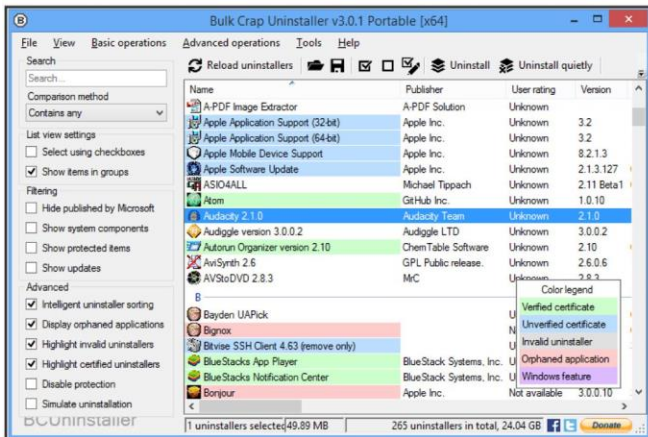 Bulk Crap Uninstaller v3.0.1 Portable [x64]
File View Basic operations Advanced operations Tools Help
Search
Search...
Comparison method
Contains any
List view settings
Select using checkboxes
Show items in groups
Filtering
Hide published by Microsoft
Show system components
Show protected items
Show updates
Advanced
Intelligent uninstaller sorting
Display orphaned applications
Highlight invalid uninstallers
Highlight certified uninstallers
Disable protection
Simulate uninstallation
BCUninstaller
Reload uninstallers Uninstall Uninstall quietly
Name Publisher User rating Version
A-PDF Image Extractor A-PDF Solution Unknown
Apple Application Support (32-bit) Apple Inc. Unknown 3.2
Apple Application Support (64-bit) Apple Inc. Unknown 3.2
Apple Mobile Device Support Apple Inc. Unknown 8.2.1.3
Apple Software Update Apple Inc. Unknown 2.1.3.127
ASIO4ALL Michael Tippach Unknown 2.11 Beta1
Atom GitHub Inc. Unknown 1.0.10
Audacity 2.1.0 Audacity Team Unknown 2.1.0
Audiggle version 3.0.0.2 Audiggle LTD Unknown 3.0.0.2
Autorun Organizer version 2.10 ChemTable Software Unknown 2.10
AviSynth 2.6 GPL Public release. Unknown 2.6.0.6
AVStoDVD 2.8.3 MrC Unknown 2.8.3
B
Bayden UAPick U
Bignox N
Bitvise SSH Client 4.63 (remove only) U
BlueStacks App Player BlueStack Systems, Inc. U
BlueStacks Notification Center BlueStack Systems, Inc. U
Bonjour Apple Inc. Not available 3.0.0.10
Color legend
Verified certificate
Unverified certificate
Invalid uninstaller
Orphaned application
Windows feature
1 uninstallers selected 49.89 MB 265 uninstallers in total, 24.04 GB Donate